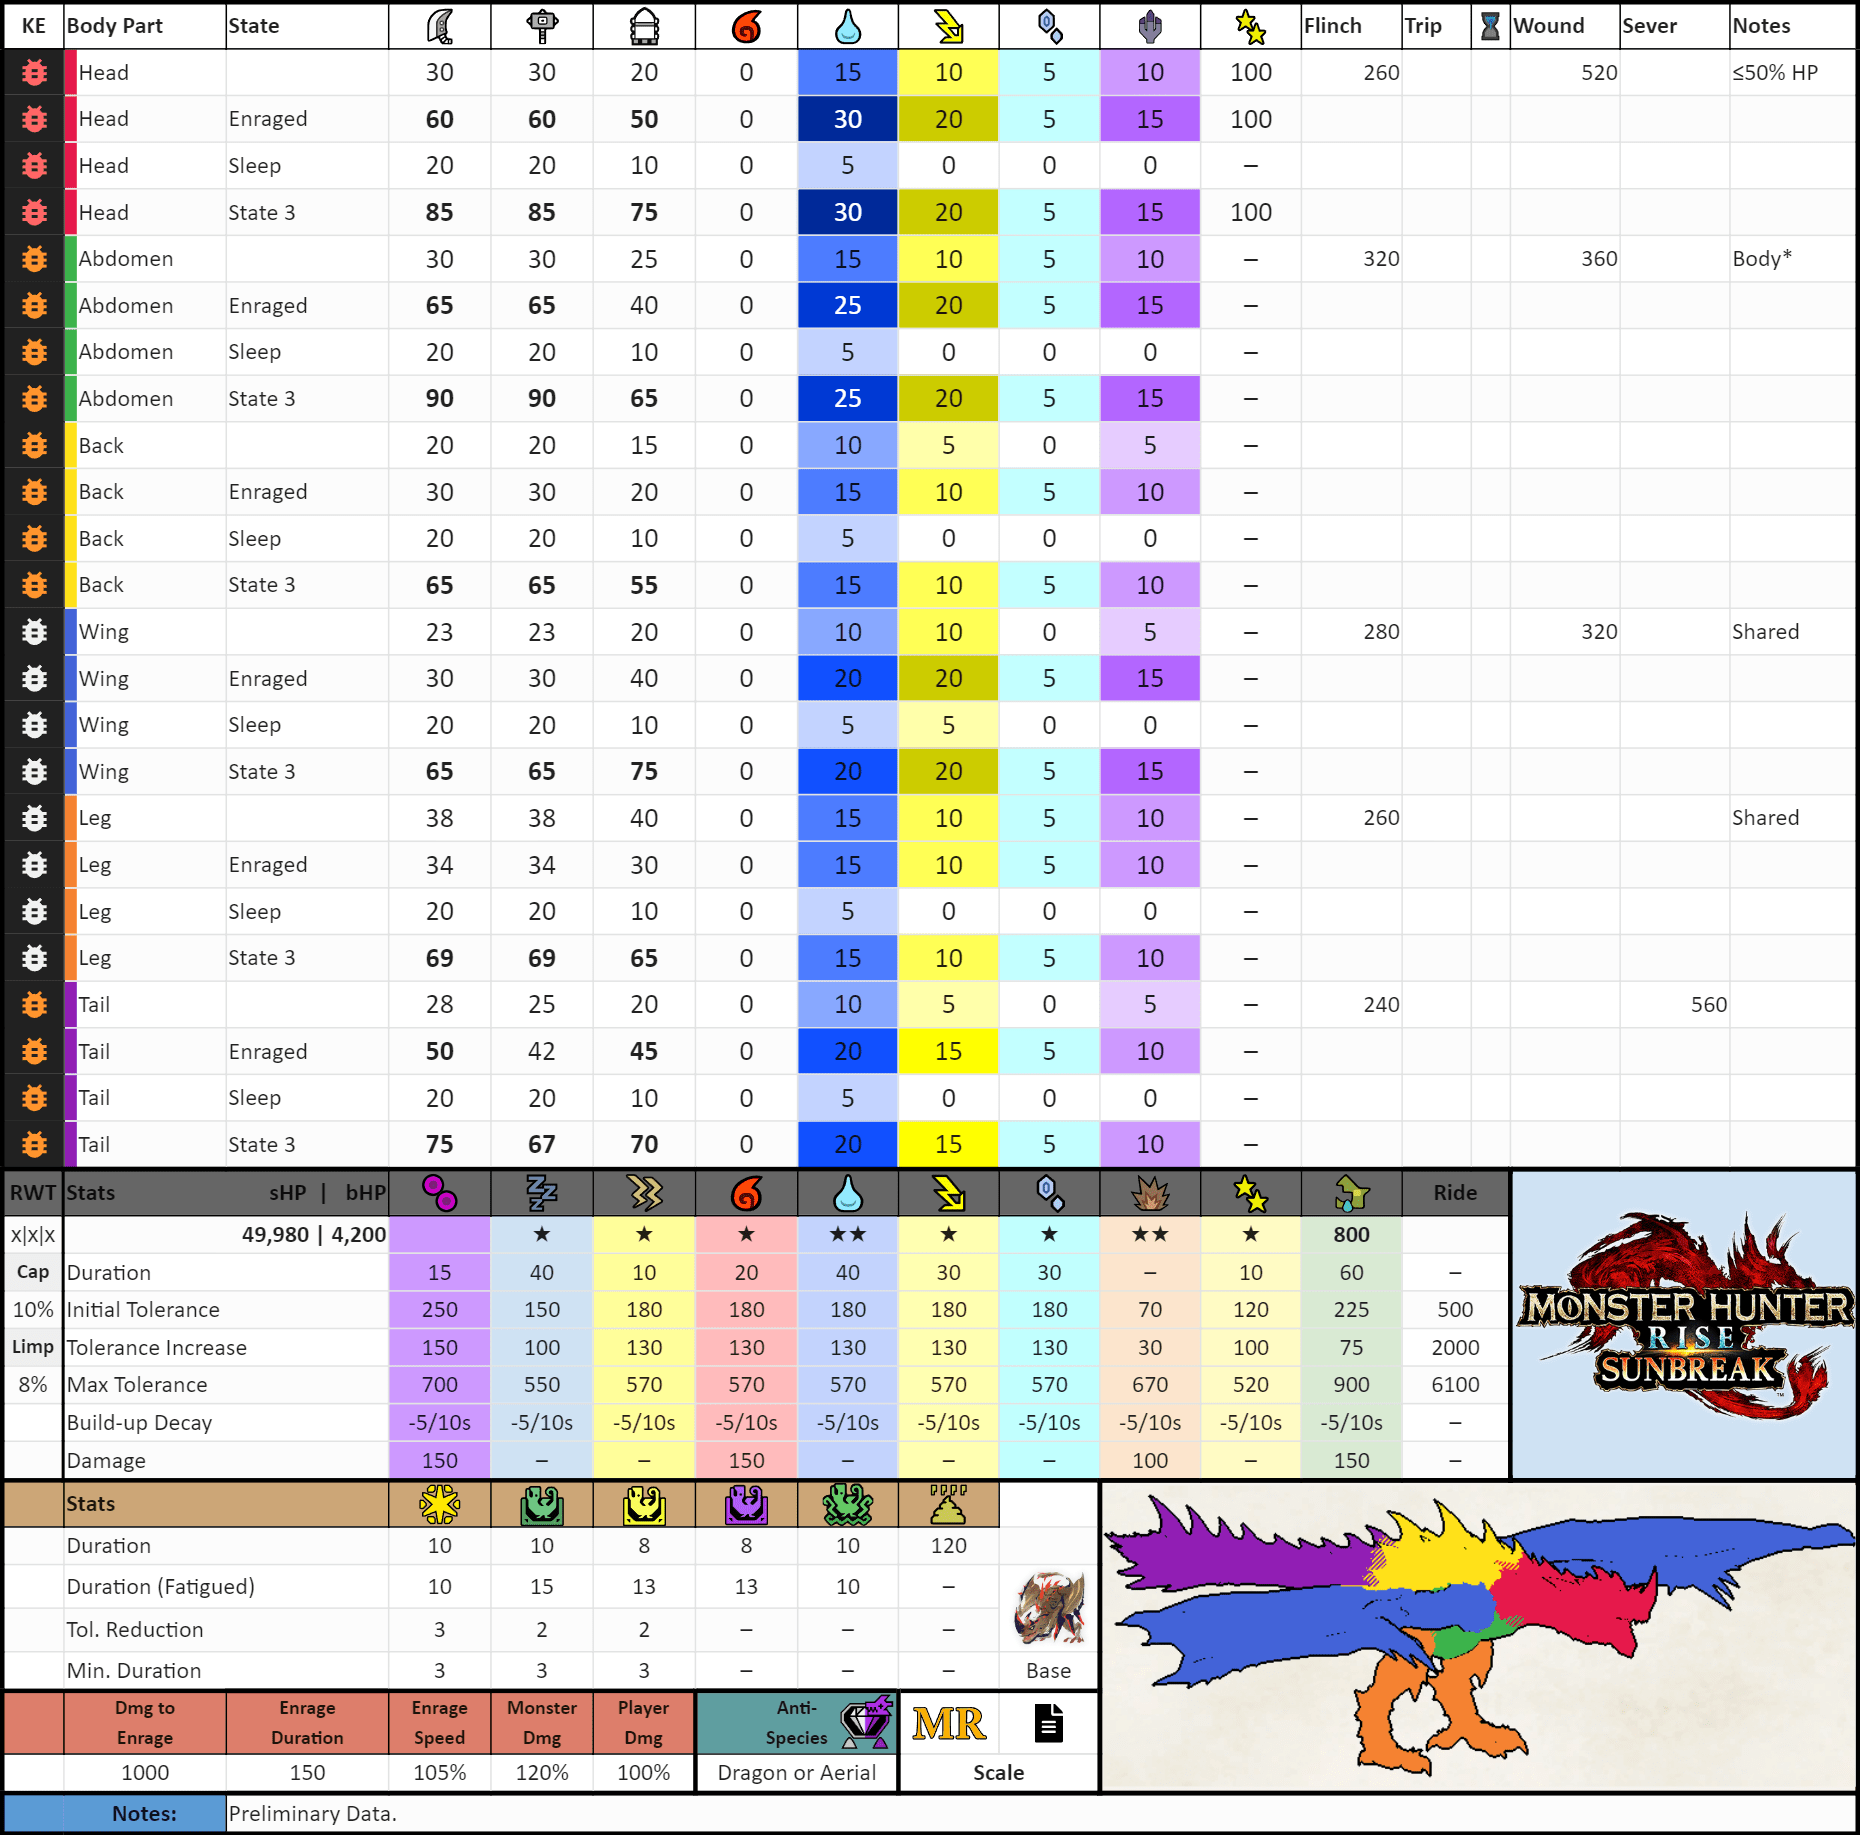 KE Body Part State Flinch Trip Wound Sever Notes
Head 30 30 20 0 15 10 5 10 100 260 520 ≤50% HP
Head Enraged 60 60 50 0 30 20 5 15 100
Head Sleep 20 20 10 0 5 0 0 0 –
Head State 3 85 85 75 0 30 20 5 15 100
Abdomen 30 30 25 0 15 10 5 10 – 320 360 Body*
Abdomen Enraged 65 65 40 0 25 20 5 15 –
Abdomen Sleep 20 20 10 0 5 0 0 0 –
Abdomen State 3 90 90 65 0 25 20 5 15 –
Back 20 20 15 0 10 5 0 5 –
Back Enraged 30 30 20 0 15 10 5 10 –
Back Sleep 20 20 10 0 5 0 0 0 –
Back State 3 65 65 55 0 15 10 5 10 –
Wing 23 23 20 0 10 10 0 5 – 280 320 Shared
Wing Enraged 30 30 40 0 20 20 5 15 –
Wing Sleep 20 20 10 0 5 5 0 0 –
Wing State 3 65 65 75 0 20 20 5 15 –
Leg 38 38 40 0 15 10 5 10 – 260 Shared
Leg Enraged 34 34 30 0 15 10 5 10 –
Leg Sleep 20 20 10 0 5 0 0 0 –
Leg State 3 69 69 65 0 15 10 5 10 –
Tail 28 25 20 0 10 5 0 5 – 240 560
Tail Enraged 50 42 45 0 20 15 5 10 –
Tail Sleep 20 20 10 0 5 0 0 0 –
Tail State 3 75 67 70 0 20 15 5 10 –
RWT Stats sHP | bHP Ride
x|x|x 49,980 | 4,200 ★ ★ ★ ★★ ★ ★ ★★ ★ 800
Cap Duration 15 40 10 20 40 30 30 – 10 60 –
10% Initial Tolerance 250 150 180 180 180 180 180 70 120 225 500
Limp Tolerance Increase 150 100 130 130 130 130 130 30 100 75 2000
8% Max Tolerance 700 550 570 570 570 570 570 670 520 900 6100
Build-up Decay -5/10s -5/10s -5/10s -5/10s -5/10s -5/10s -5/10s -5/10s -5/10s -5/10s –
Damage 150 – – 150 – – – 100 – 150 –
MONSTER HUNTER
RISE
SUNBREAK™
Stats
Duration 10 10 8 8 10 120
Duration (Fatigued) 10 15 13 13 10 –
Tol. Reduction 3 2 2 – – –
Min. Duration 3 3 3 – – – Base
Dmg to Enrage Enrage Duration Enrage Speed Monster Dmg Player Dmg Anti-Species MR
1000 150 105% 120% 100% Dragon or Aerial Scale
Notes: Preliminary Data.